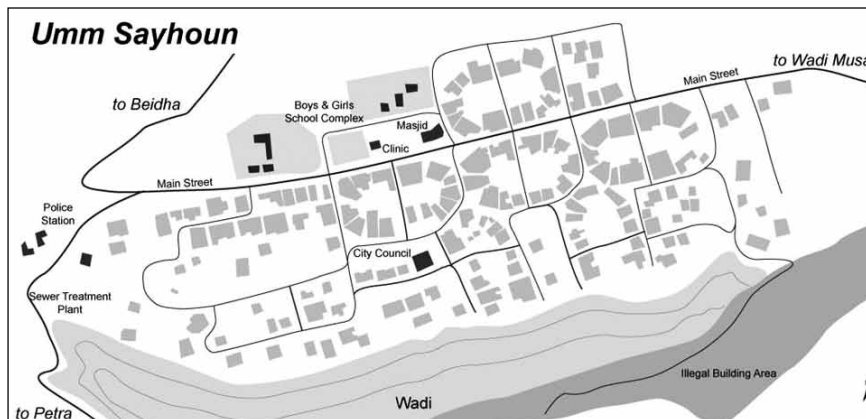 Umm Sayhoun
to Wadi Musa
Main Street
to Beidha
Boys & Girls
School Complex
Masjid
Clinic
Main Street
Police
Station
City Council
Sewer Treatment
Plant
Illegal Building Area
Wadi
to Petra